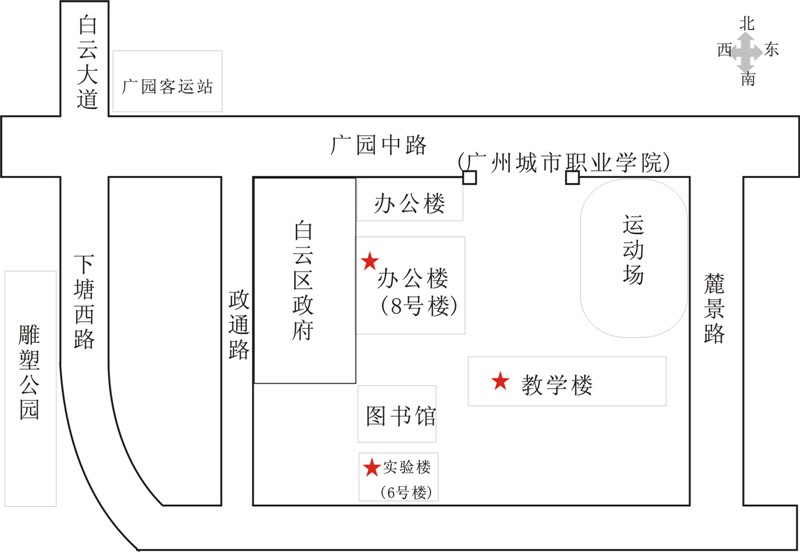 北
西
东
南
白云大道
广园客运站
广园中路
(广州城市职业学院)
办公楼
运动场
白云区政府
办公楼
(8号楼)
下塘西路
政通路
麓景路
雕塑公园
教学楼
图书馆
实验楼
(6号楼)